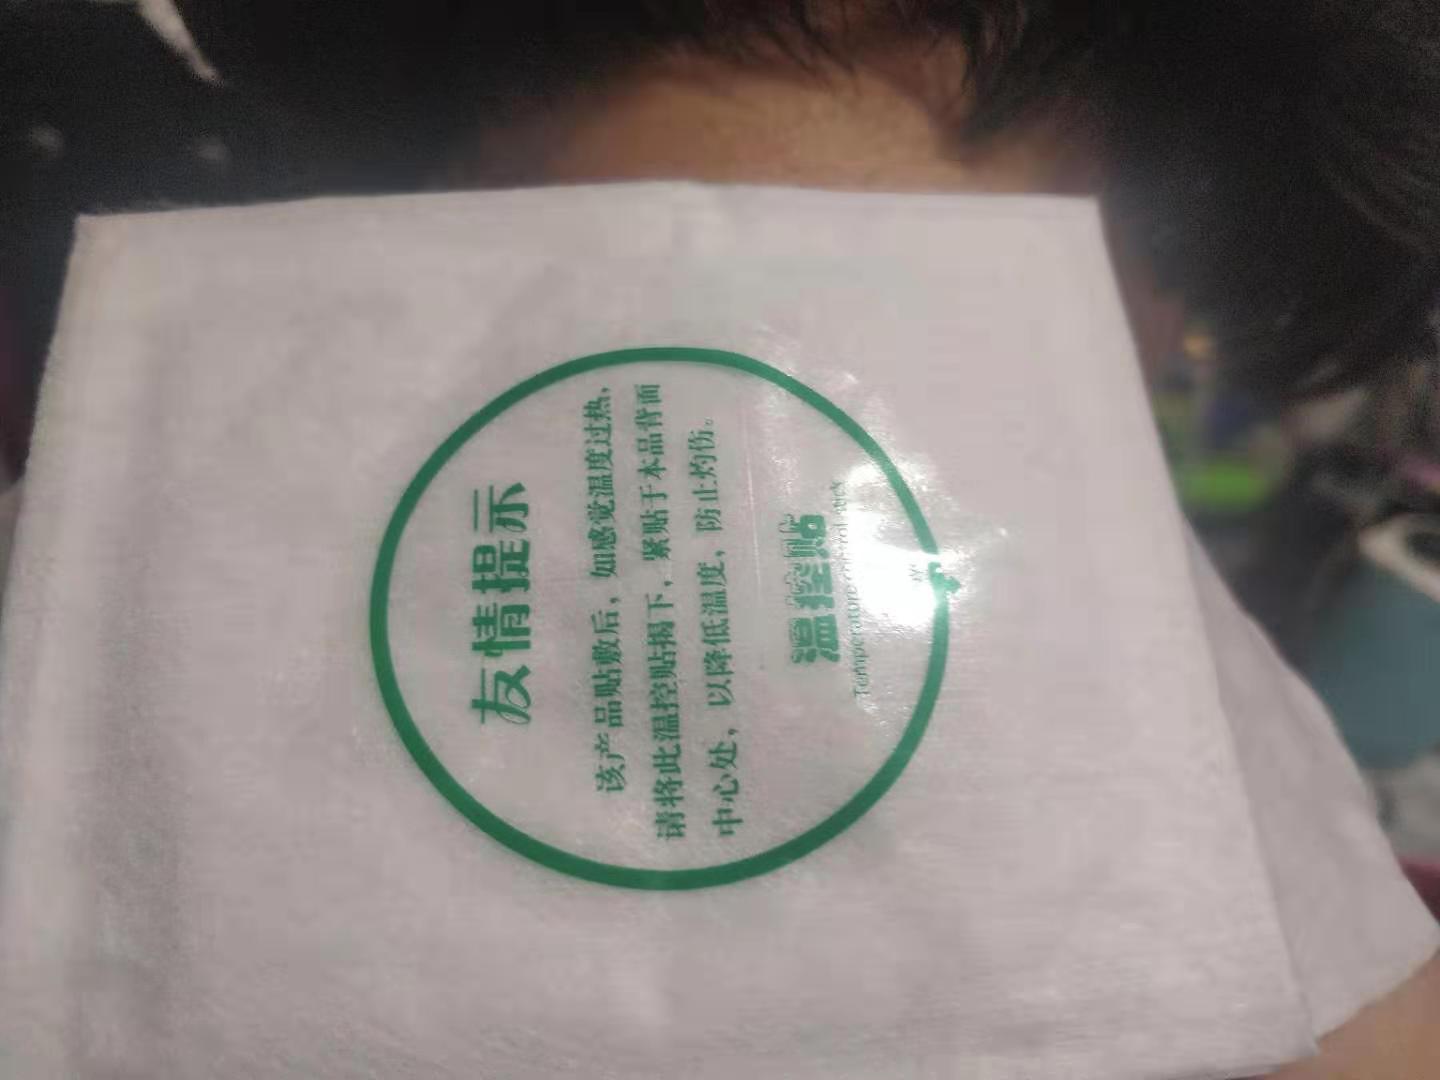 友情提示
该产品贴敷后，如感觉温度过热，
请将此温控贴揭下，紧贴于本品背面
中心处，以降低温度，防止灼伤。
温控贴
Temperature control